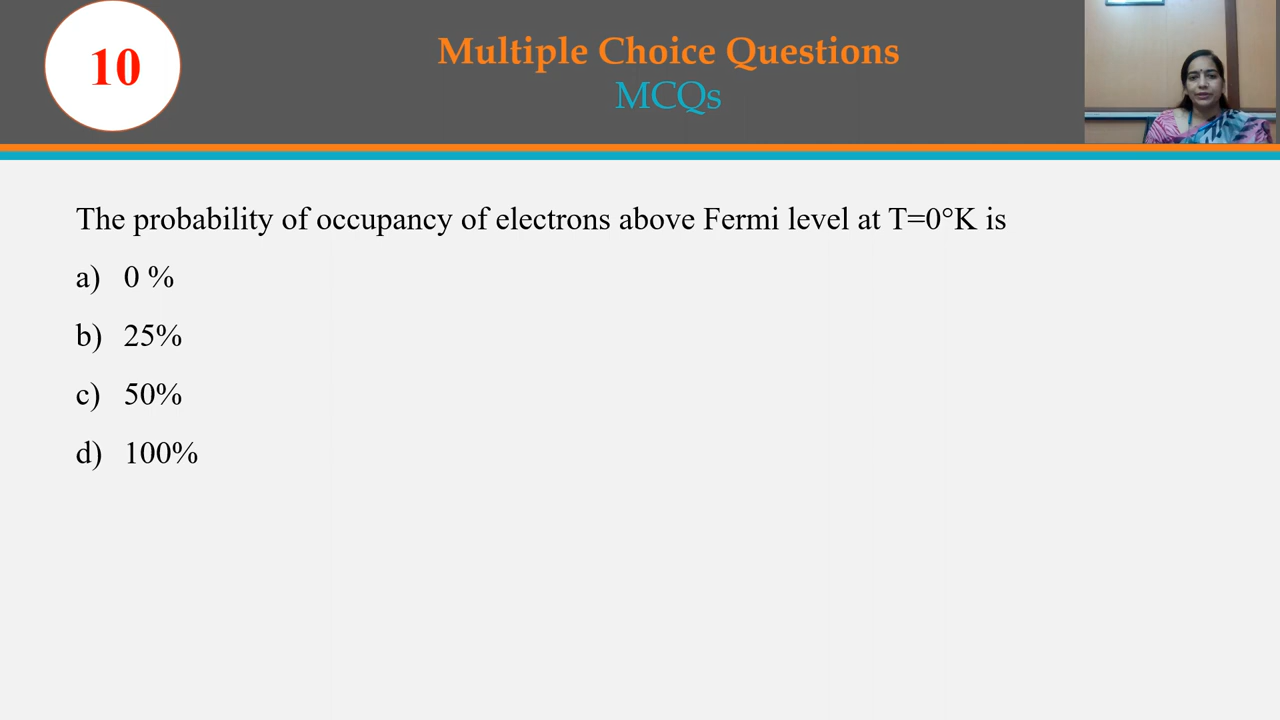 10
Multiple Choice Questions
MCQs
The probability of occupancy of electrons above Fermi level at T=0°K is
a) 0 %
b) 25%
c) 50%
d) 100%